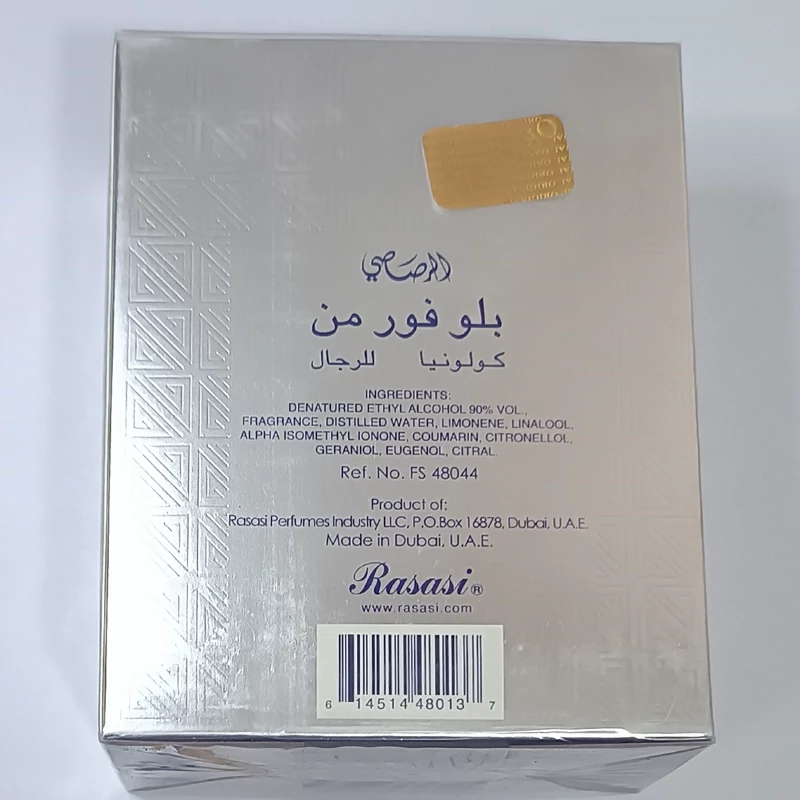 الرصاصي
بلو فور من
كولونيا للرجال
INGREDIENTS:
DENATURED ETHYL ALCOHOL 90% VOL.,
FRAGRANCE, DISTILLED WATER, LIMONENE, LINALOOL,
ALPHA ISOMETHYL IONONE, COUMARIN, CITRONELLOL,
GERANIOL, EUGENOL, CITRAL.
Ref. No. FS 48044
Product of:
Rasasi Perfumes Industry LLC, P.O.Box 16878, Dubai, U.A.E.
Made in Dubai, U.A.E.
Rasasi®
www.rasasi.com
6 14514 48013 7